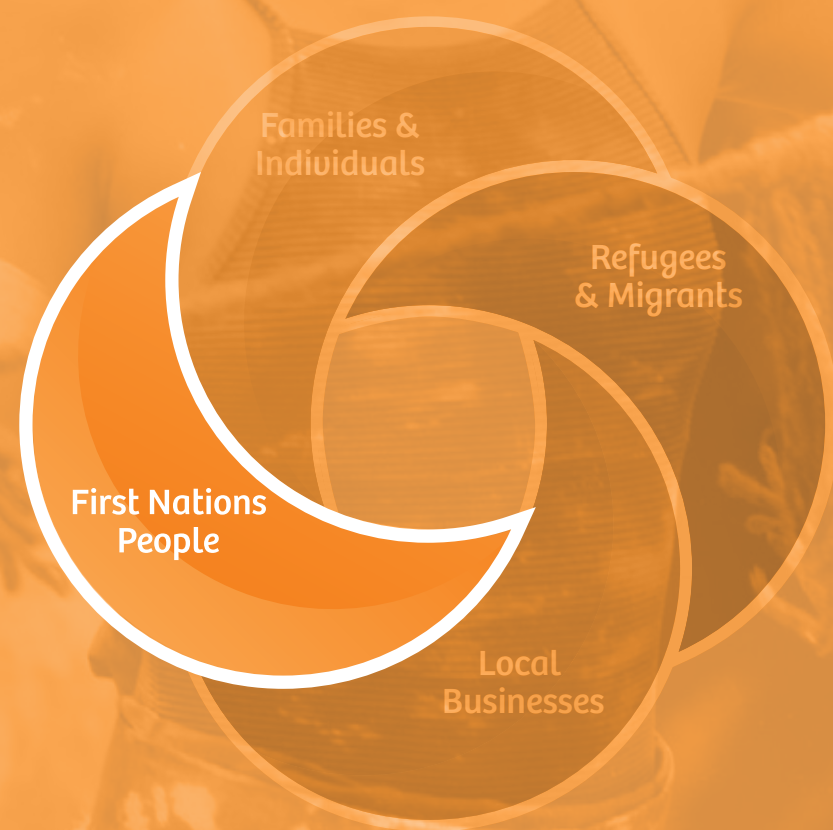 Families &
Individuals
Refugees
& Migrants
First Nations
People
Local
Businesses